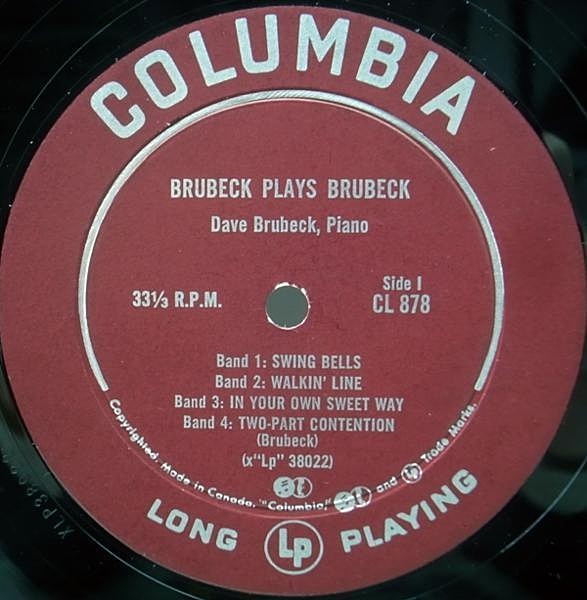 COLUMBIA
BRUBECK PLAYS BRUBECK
Dave Brubeck, Piano
33⅓ R.P.M.
Side I
CL 878
Band 1: SWING BELLS
Band 2: WALKIN' LINE
Band 3: IN YOUR OWN SWEET WAY
Band 4: TWO-PART CONTENTION
(Brubeck)
(x“Lp” 38022)
Copyrighted. Made in Canada. "Columbia," and Lp Trade Marks.
LONG Lp PLAYING